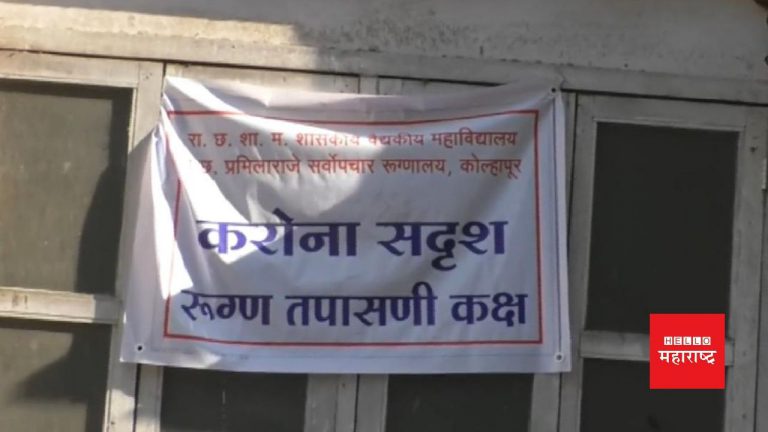 रा. छ. शा. म. शासकीय वैद्यकीय महाविद्यालय
छ. प्रमिलाराजे सर्वोपचार रूग्णालय, कोल्हापूर
करोना सदृश
रूग्ण तपासणी कक्ष
HELLO
महाराष्ट्र